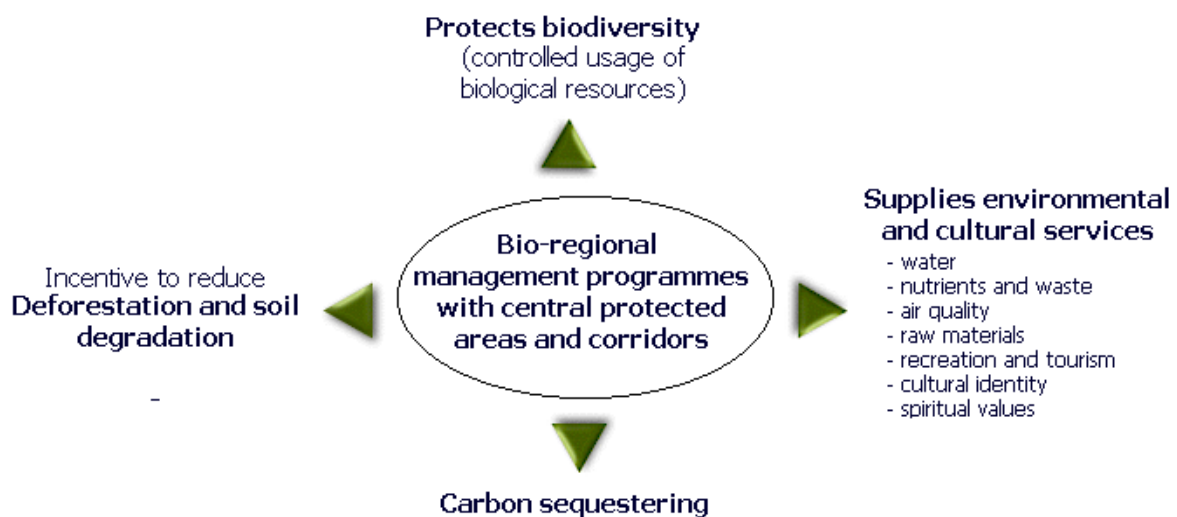 Protects biodiversity
(controlled usage of
biological resources)
Supplies environmental
and cultural services
- water
- nutrients and waste
- air quality
- raw materials
- recreation and tourism
- cultural identity
- spiritual values
Bio-regional
management programmes
with central protected
areas and corridors
Incentive to reduce
Deforestation and soil
degradation
-
Carbon sequestering